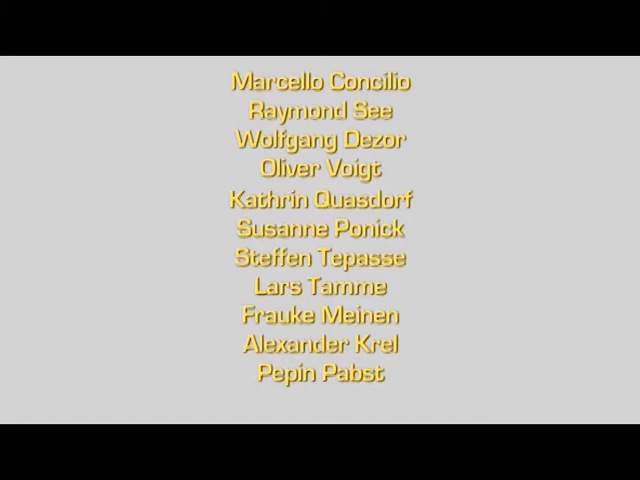 Marcello Concilio
Raymond See
Wolfgang Dezor
Oliver Voigt
Kathrin Quasdorf
Susanne Ponick
Steffen Tepasse
Lars Tamme
Frauke Meinen
Alexander Krel
Pepin Pabst